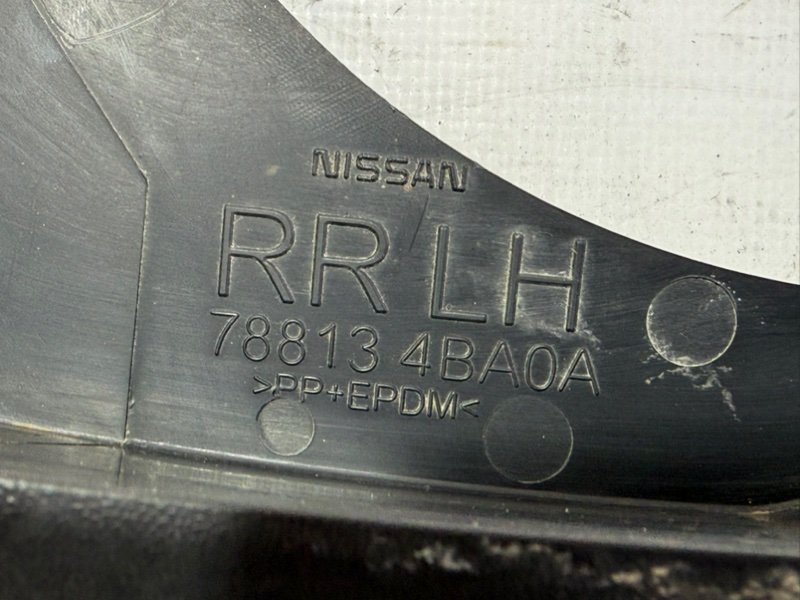 NISSAN
RR LH
78813 4BA0A
>PP+EPDM<